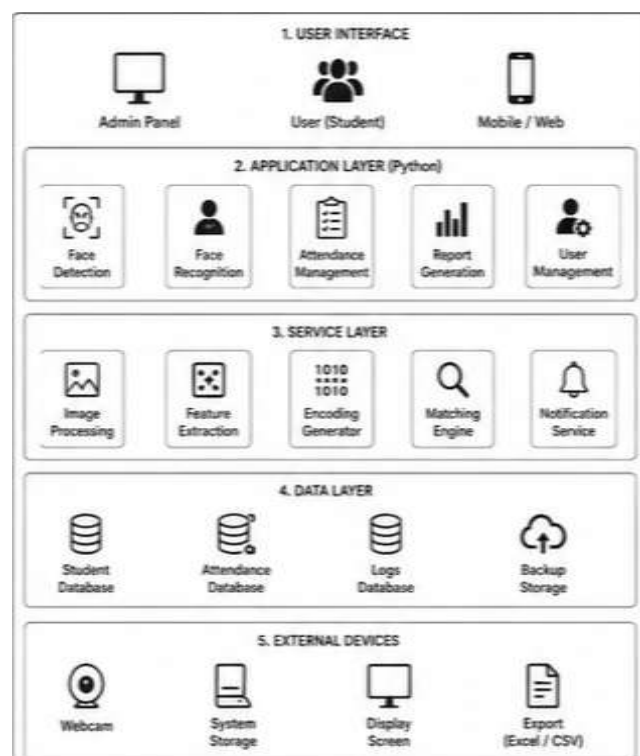 1. USER INTERFACE
Admin Panel
User (Student)
Mobile / Web
2. APPLICATION LAYER (Python)
Face
Detection
Face
Recognition
Attendance
Management
Report
Generation
User
Management
3. SERVICE LAYER
Image
Processing
Feature
Extraction
1010
1010
Encoding
Generator
Matching
Engine
Notification
Service
4. DATA LAYER
Student
Database
Attendance
Database
Logs
Database
Backup
Storage
5. EXTERNAL DEVICES
Webcam
System
Storage
Display
Screen
Export
(Excel / CSV)